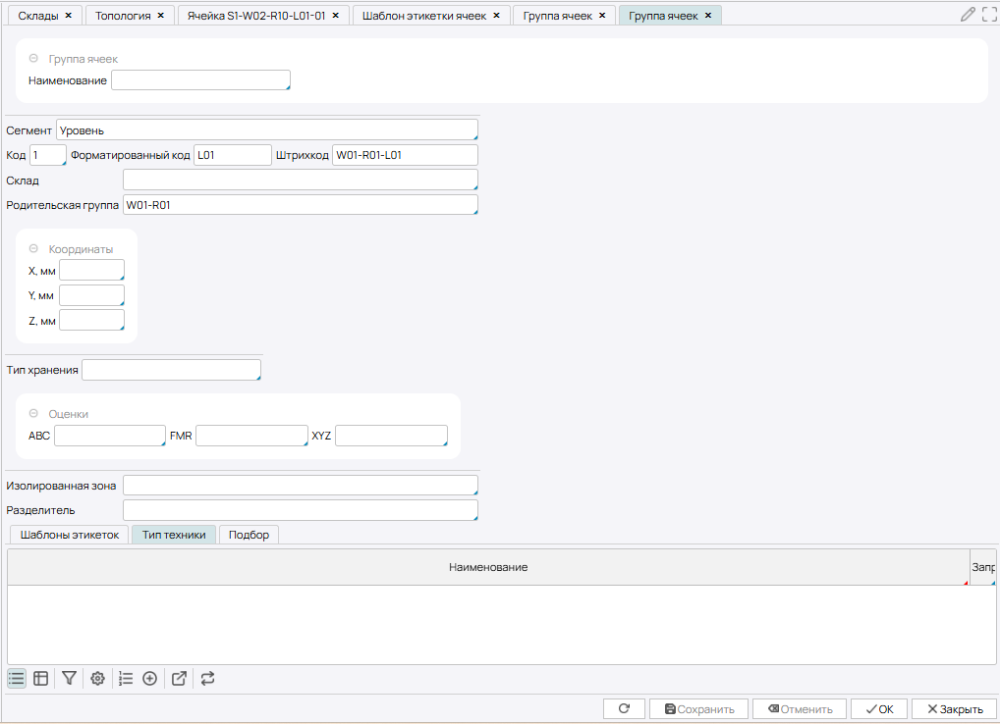 Склады Топология Ячейка S1-W02-R10-L01-01 Шаблон этикетки ячеек Группа ячеек Группа ячеек
Группа ячеек
Наименование
Сегмент Уровень
Код 1 Форматированный код L01 Штрихкод W01-R01-L01
Склад
Родительская группа W01-R01
Координаты
X, мм
Y, мм
Z, мм
Тип хранения
Оценки
ABC FMR XYZ
Изолированная зона
Разделитель
Шаблоны этикеток Тип техники Подбор
Наименование Запр
Сохранить Отменить OK Закрыть